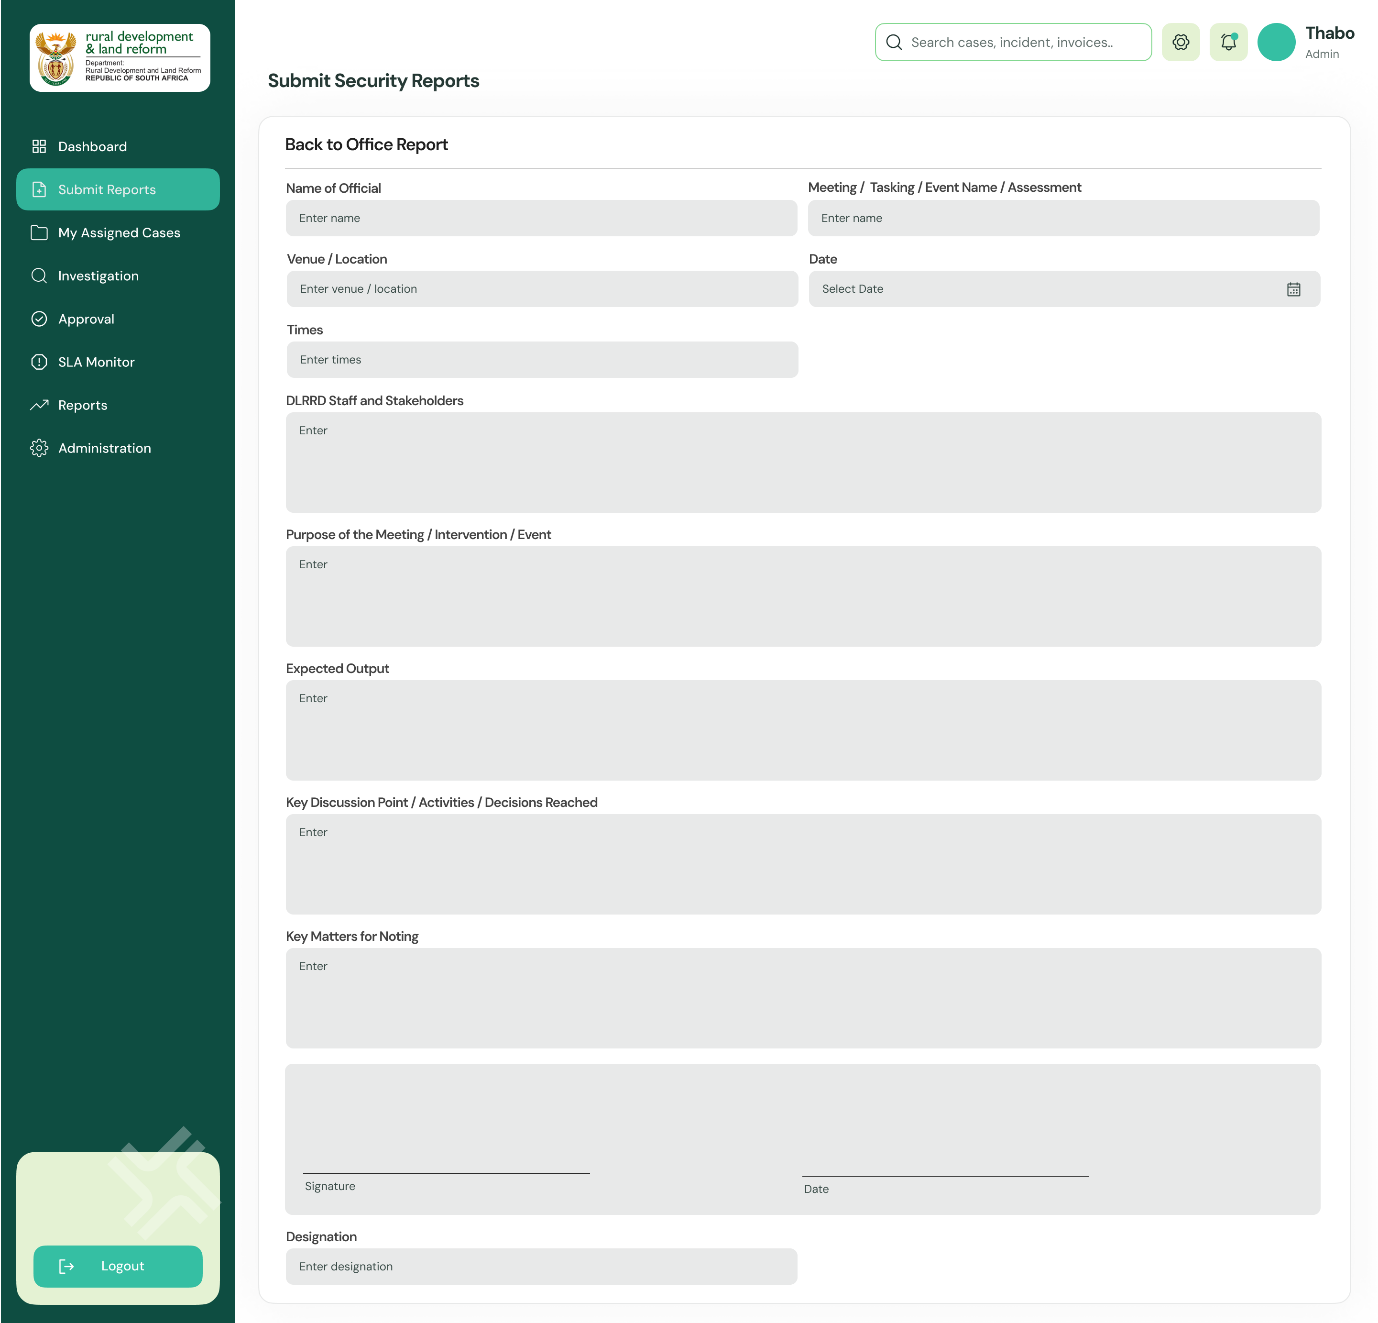 rural development
& land reform
Department:
Rural Development and Land Reform
REPUBLIC OF SOUTH AFRICA
Dashboard
Submit Reports
My Assigned Cases
Investigation
Approval
SLA Monitor
Reports
Administration
Logout
Search cases, incident, invoices..
Thabo
Admin
Submit Security Reports
Back to Office Report
Name of Official
Enter name
Meeting /  Tasking / Event Name / Assessment
Enter name
Venue / Location
Enter venue / location
Date
Select Date
Times
Enter times
DLRRD Staff and Stakeholders
Enter
Purpose of the Meeting / Intervention / Event
Enter
Expected Output
Enter
Key Discussion Point / Activities / Decisions Reached
Enter
Key Matters for Noting
Enter
Signature
Date
Designation
Enter designation